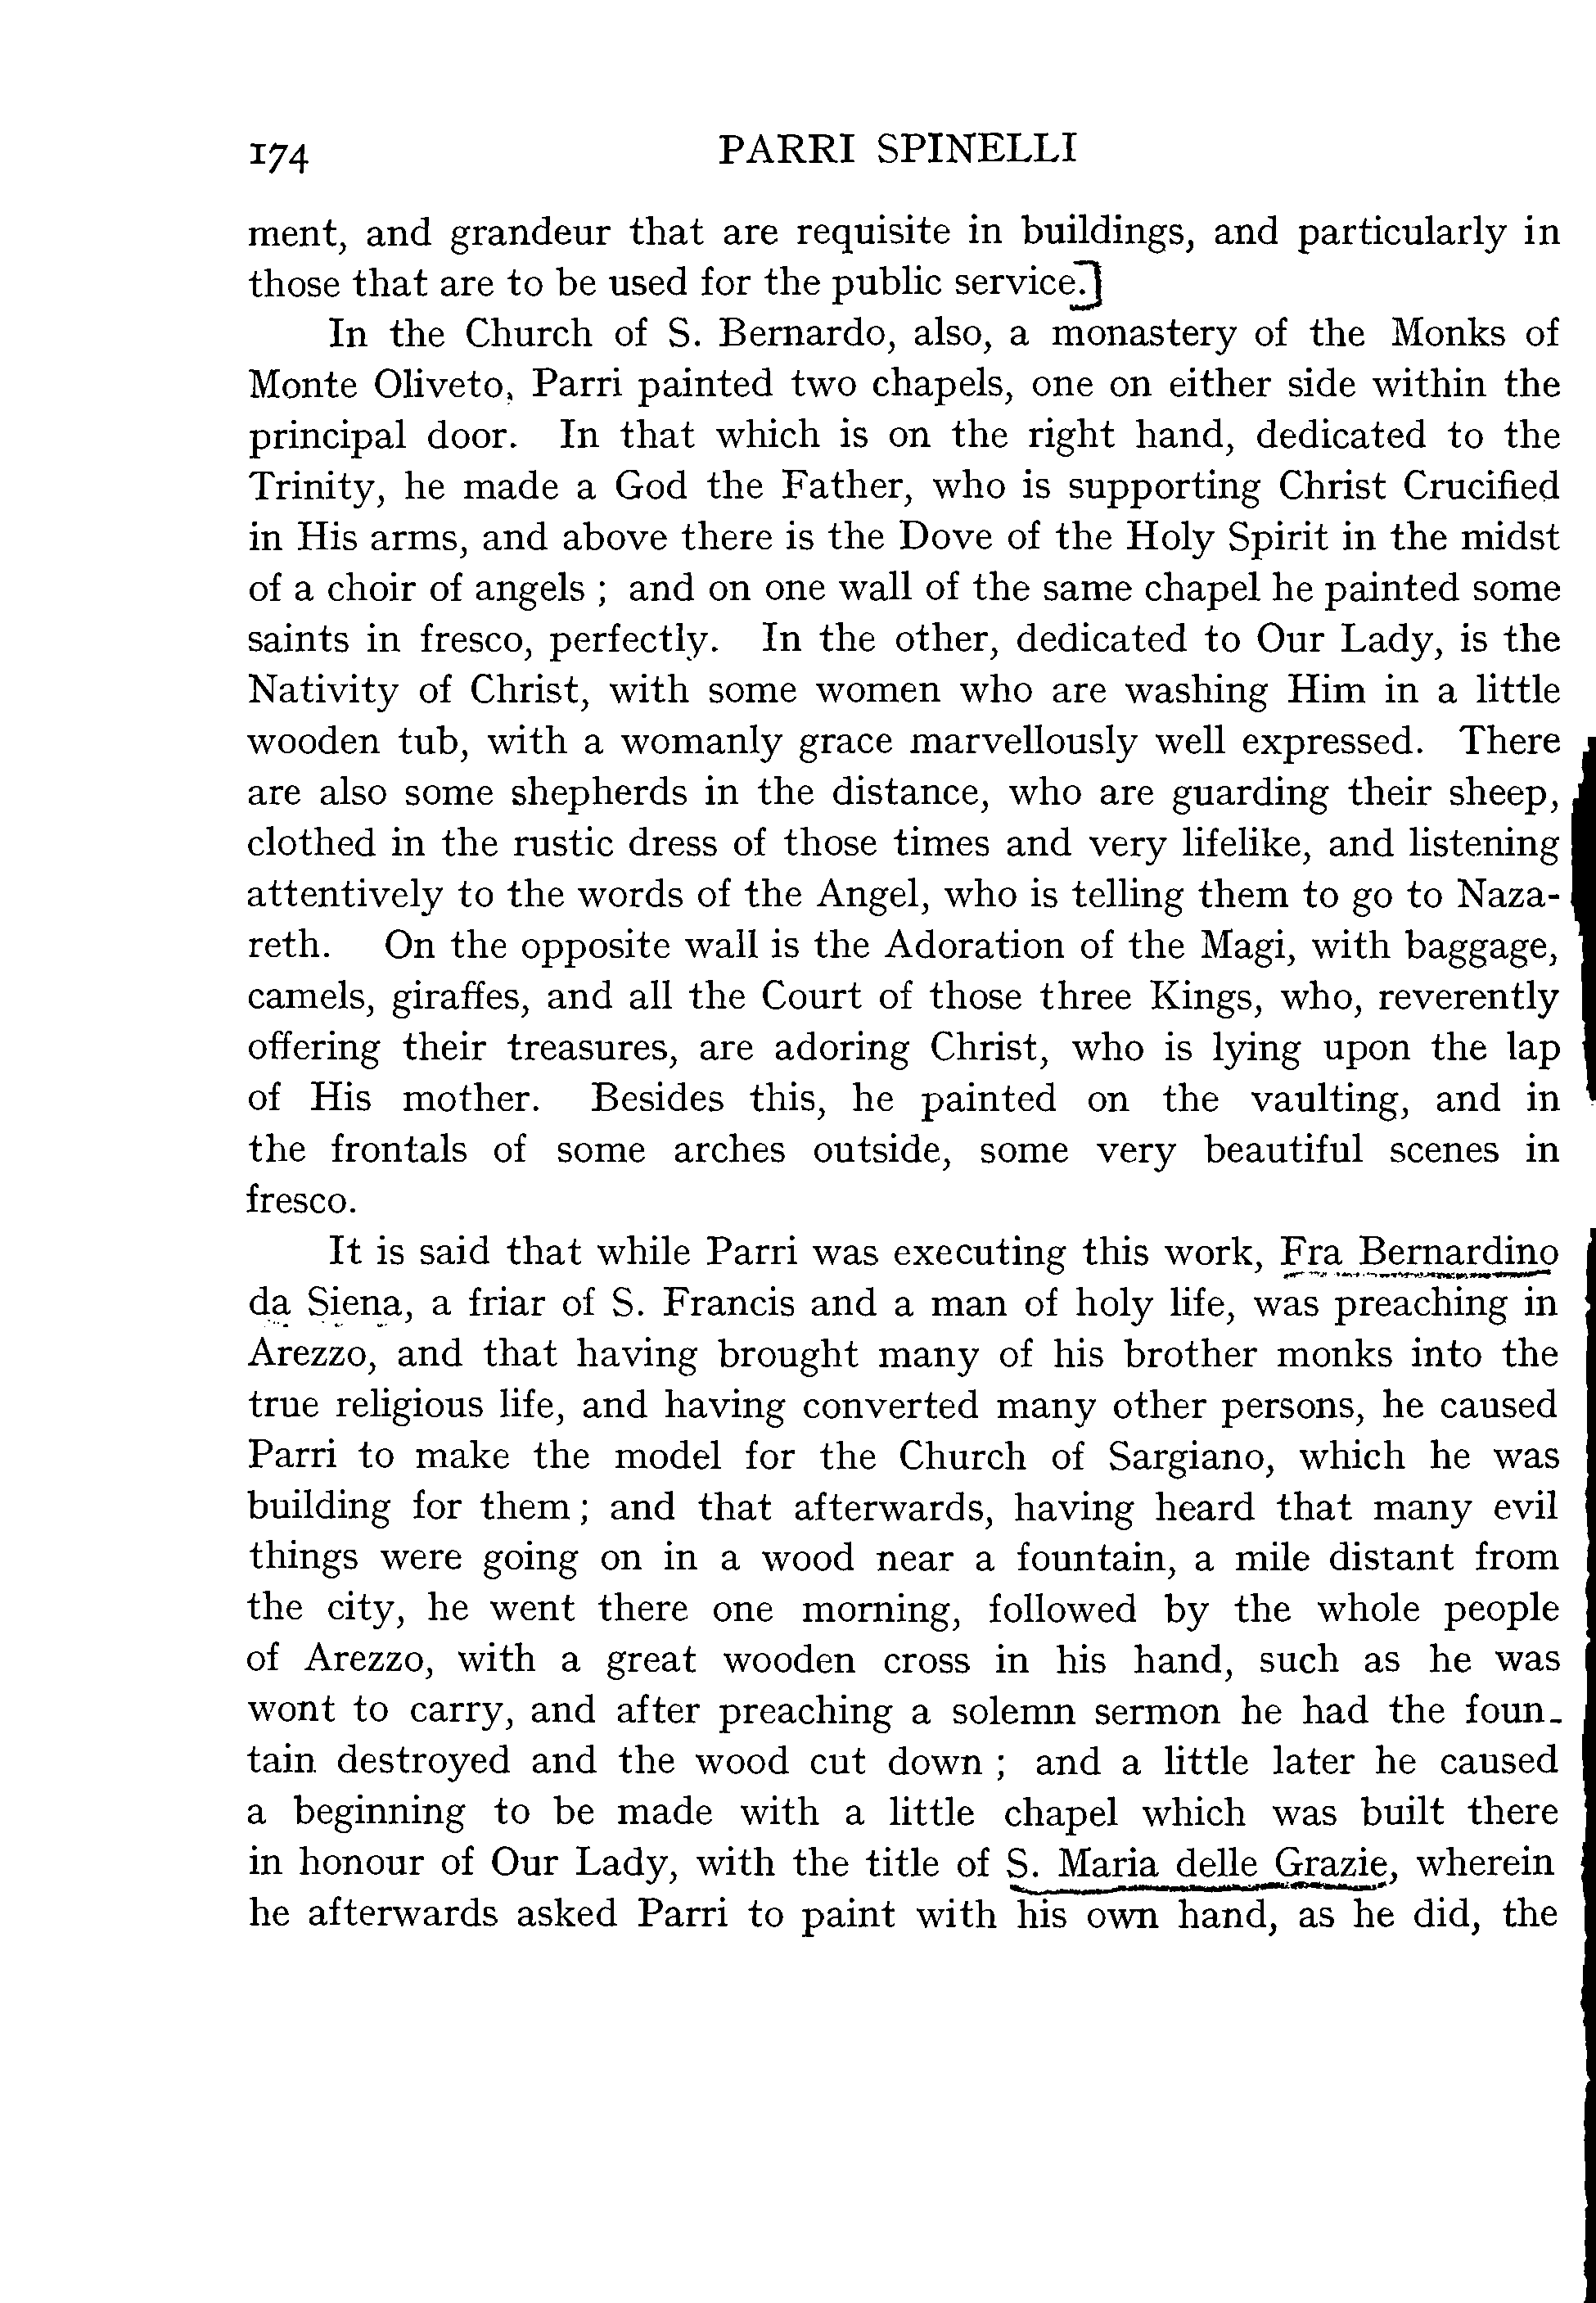 174 PARRI SPINELLI
ment, and grandeur that are requisite in buildings, and particularly in
those that are to be used for the public service.]
In the Church of S. Bernardo, also, a monastery of the Monks of
Monte Oliveto, Parri painted two chapels, one on either side within the
principal door. In that which is on the right hand, dedicated to the
Trinity, he made a God the Father, who is supporting Christ Crucified
in His arms, and above there is the Dove of the Holy Spirit in the midst
of a choir of angels ; and on one wall of the same chapel he painted some
saints in fresco, perfectly. In the other, dedicated to Our Lady, is the
Nativity of Christ, with some women who are washing Him in a little
wooden tub, with a womanly grace marvellously well expressed. There
are also some shepherds in the distance, who are guarding their sheep,
clothed in the rustic dress of those times and very lifelike, and listening
attentively to the words of the Angel, who is telling them to go to Naza-
reth. On the opposite wall is the Adoration of the Magi, with baggage,
camels, giraffes, and all the Court of those three Kings, who, reverently
offering their treasures, are adoring Christ, who is lying upon the lap
of His mother. Besides this, he painted on the vaulting, and in
the frontals of some arches outside, some very beautiful scenes in
fresco.
It is said that while Parri was executing this work, Fra Bernardino
da Siena, a friar of S. Francis and a man of holy life, was preaching in
Arezzo, and that having brought many of his brother monks into the
true religious life, and having converted many other persons, he caused
Parri to make the model for the Church of Sargiano, which he was
building for them ; and that afterwards, having heard that many evil
things were going on in a wood near a fountain, a mile distant from
the city, he went there one morning, followed by the whole people
of Arezzo, with a great wooden cross in his hand, such as he was
wont to carry, and after preaching a solemn sermon he had the foun-
tain destroyed and the wood cut down ; and a little later he caused
a beginning to be made with a little chapel which was built there
in honour of Our Lady, with the title of S. Maria delle Grazie, wherein
he afterwards asked Parri to paint with his own hand, as he did, the